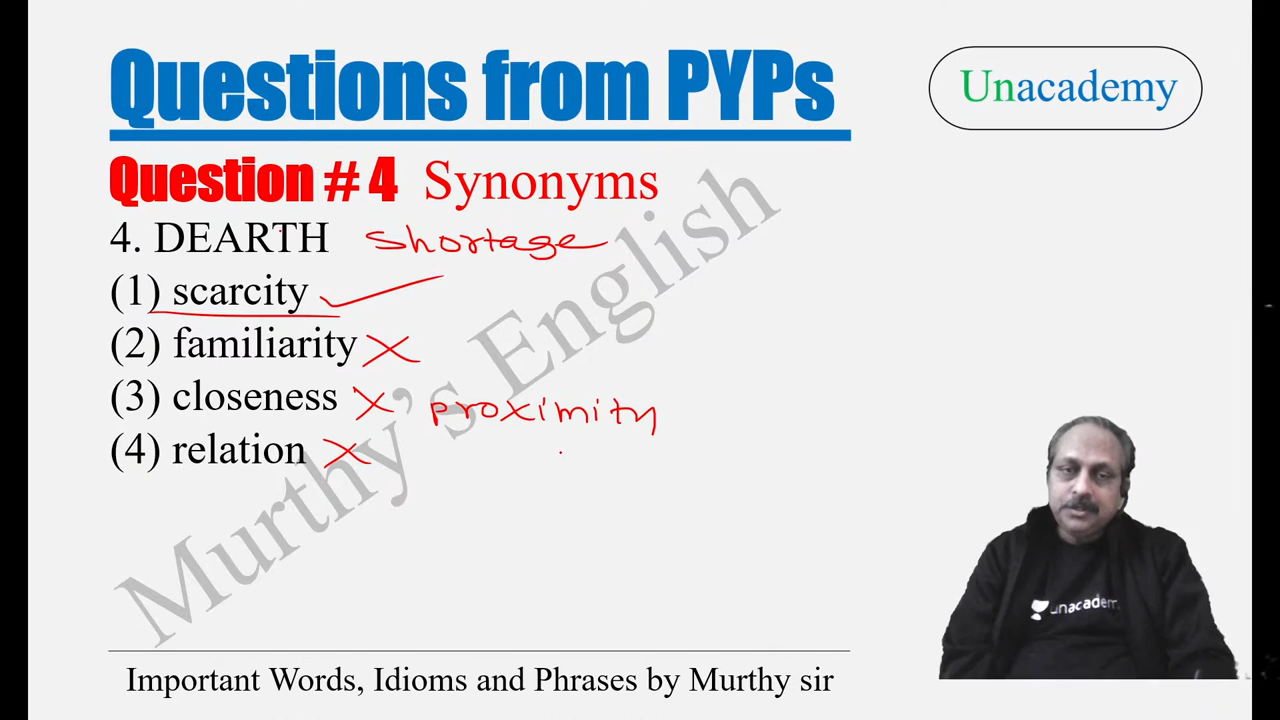 Questions from PYPs
Unacademy
Question # 4 Synonyms
4. DEARTH shortage
(1) scarcity
(2) familiarity
(3) closeness proximity
(4) relation
Murthy's English
unacademy
Important Words, Idioms and Phrases by Murthy sir